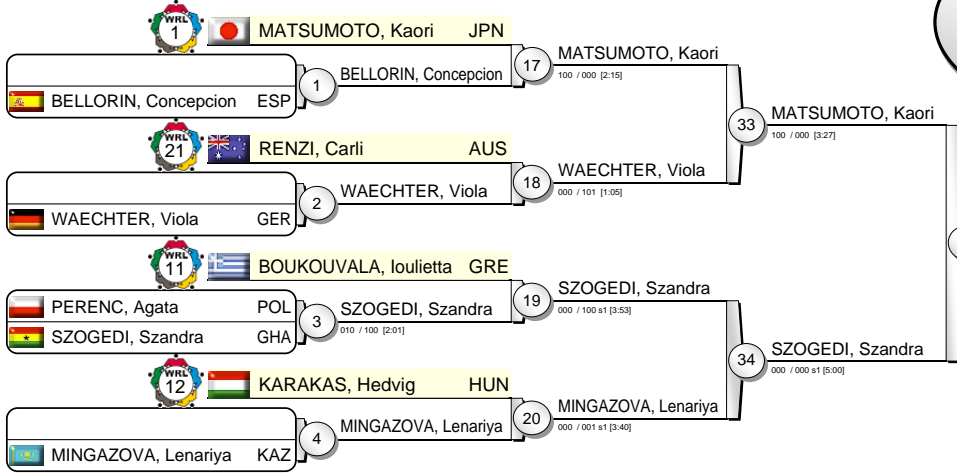 WRL
1
MATSUMOTO, Kaori JPN
BELLORIN, Concepcion ESP
1
BELLORIN, Concepcion
17
MATSUMOTO, Kaori
100 / 000 [2:15]
WRL
21
RENZI, Carli AUS
WAECHTER, Viola GER
2
WAECHTER, Viola
18
WAECHTER, Viola
000 / 101 [1:05]
33
MATSUMOTO, Kaori
100 / 000 [3:27]
WRL
11
BOUKOUVALA, Ioulietta GRE
PERENC, Agata POL
SZOGEDI, Szandra GHA
3
SZOGEDI, Szandra
010 / 100 [2:01]
19
SZOGEDI, Szandra
000 / 100 s1 [3:53]
WRL
12
KARAKAS, Hedvig HUN
MINGAZOVA, Lenariya KAZ
4
MINGAZOVA, Lenariya
20
MINGAZOVA, Lenariya
000 / 001 s1 [3:40]
34
SZOGEDI, Szandra
000 / 000 s1 [5:00]